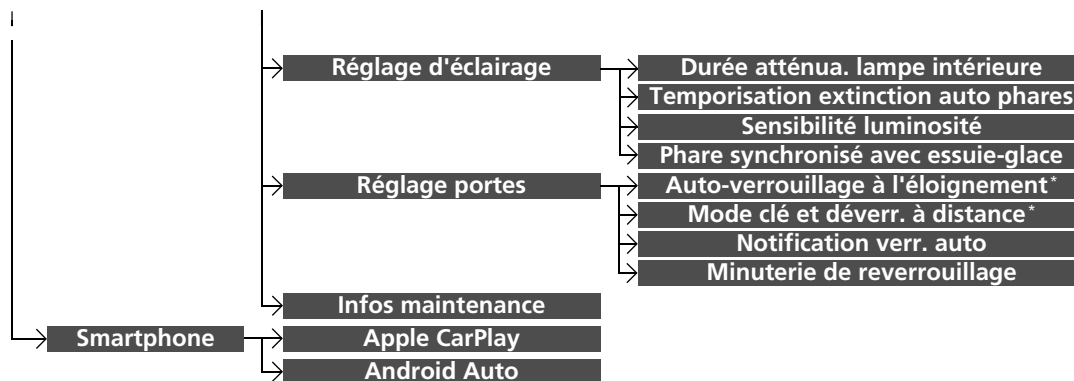 Réglage d'éclairage
Durée atténua. lampe intérieure
Temporisation extinction auto phares
Sensibilité luminosité
Phare synchronisé avec essuie-glace
Réglage portes
Auto-verrouillage à l'éloignement*
Mode clé et déverr. à distance*
Notification verr. auto
Minuterie de reverrouillage
Infos maintenance
Smartphone
Apple CarPlay
Android Auto